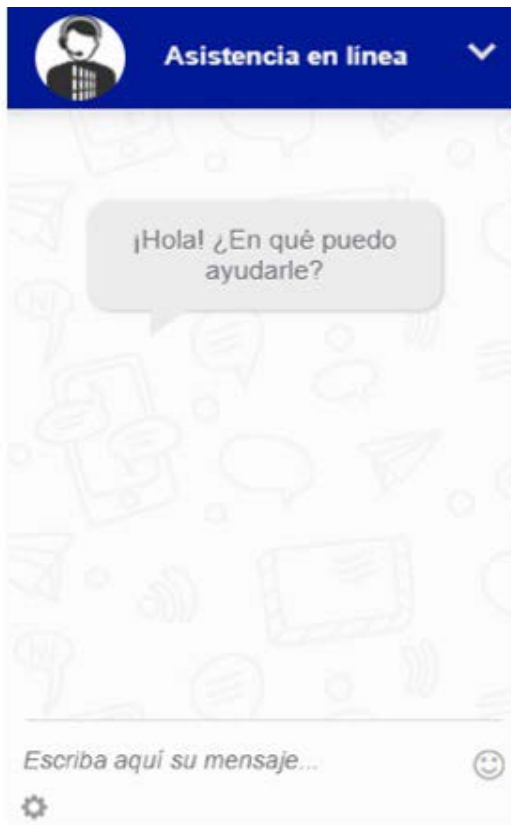 Asistencia en línea
¡Hola! ¿En qué puedo
ayudarle?
Escriba aquí su mensaje...